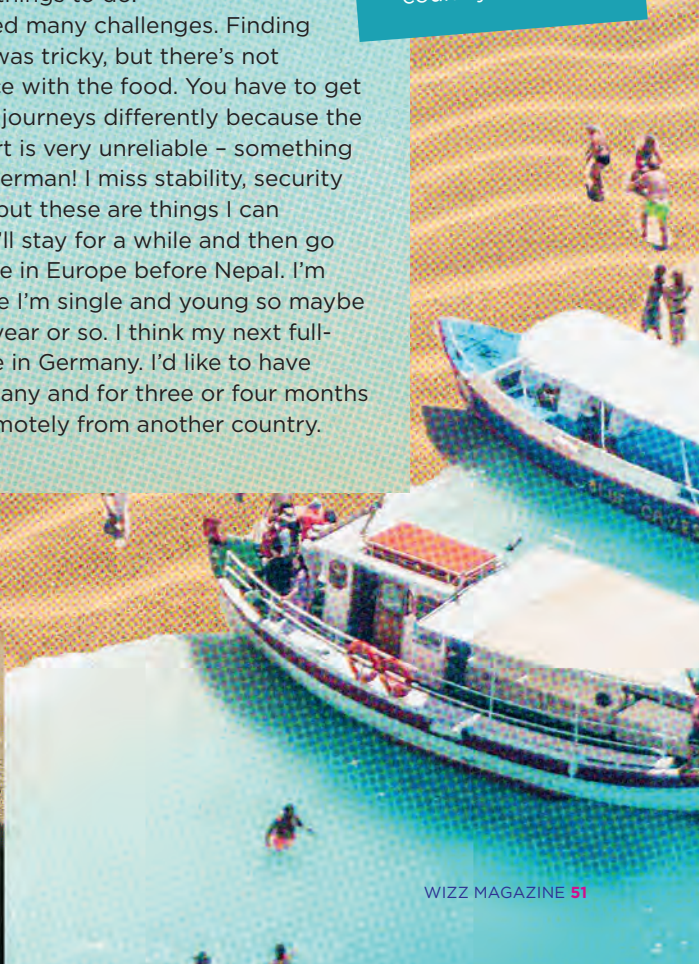 things to do.
country
ed many challenges. Finding
was tricky, but there’s not
e with the food. You have to get
journeys differently because the
rt is very unreliable – something
erman! I miss stability, security
out these are things I can
’ll stay for a while and then go
e in Europe before Nepal. I’m
e I’m single and young so maybe
year or so. I think my next full-
e in Germany. I’d like to have
any and for three or four months
motely from another country.
WIZZ MAGAZINE 51